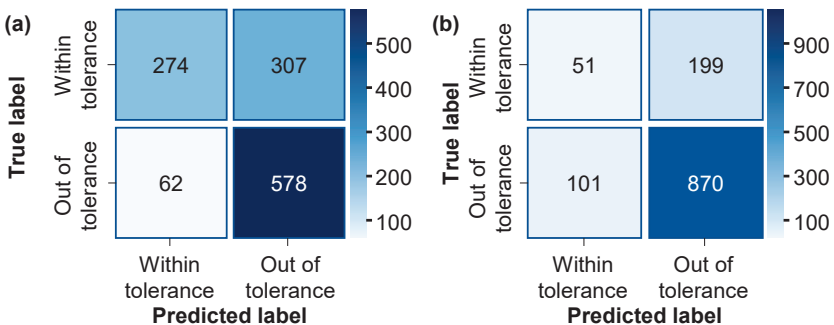 (a)
True label
Within
tolerance
Out of
tolerance
274 307
62 578
500
400
300
200
100
Within
tolerance
Out of
tolerance
Predicted label
(b)
True label
Within
tolerance
Out of
tolerance
51 199
101 870
900
700
500
300
100
Within
tolerance
Out of
tolerance
Predicted label